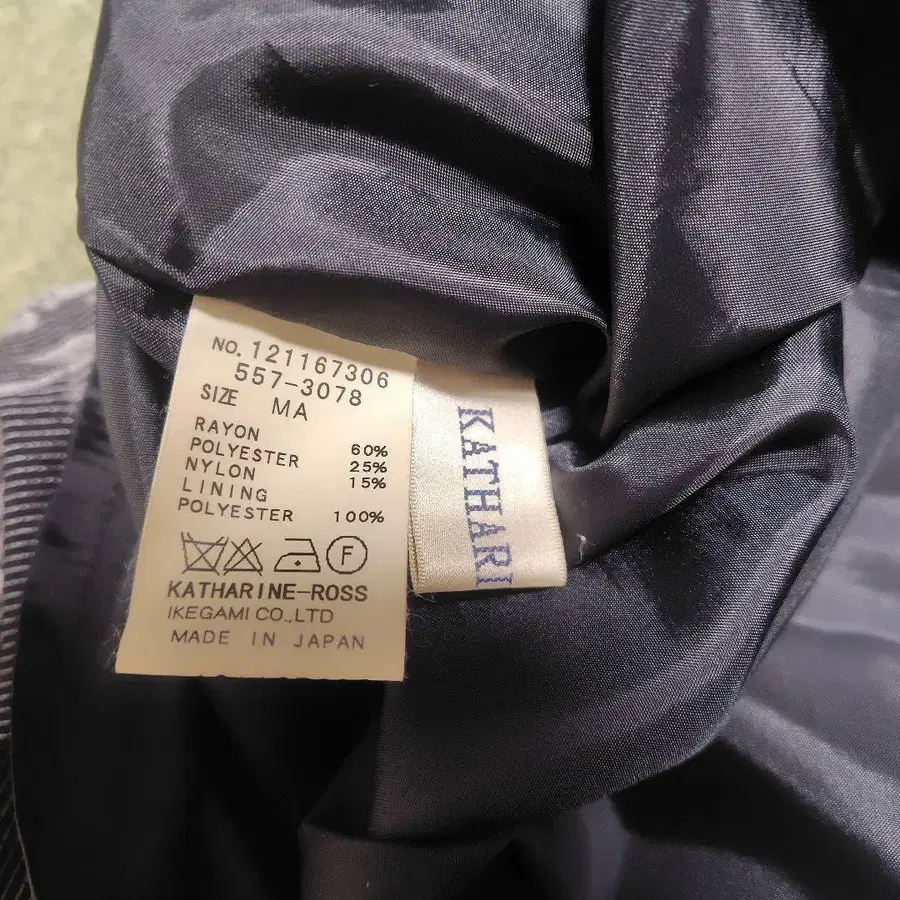 NO. 121167306
557-3078
SIZE MA
RAYON 60%
POLYESTER 25%
NYLON 15%
LINING
POLYESTER 100%
F
KATHARINE-ROSS
IKEGAMI CO.,LTD
MADE IN JAPAN
KATHARI